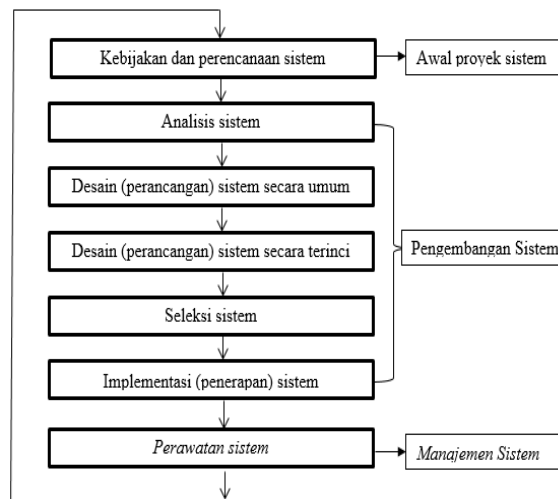 Kebijakan dan perencanaan sistem
Awal proyek sistem
Analisis sistem
Desain (perancangan) sistem secara umum
Desain (perancangan) sistem secara terinci
Pengembangan Sistem
Seleksi sistem
Implementasi (penerapan) sistem
Perawatan sistem
Manajemen Sistem